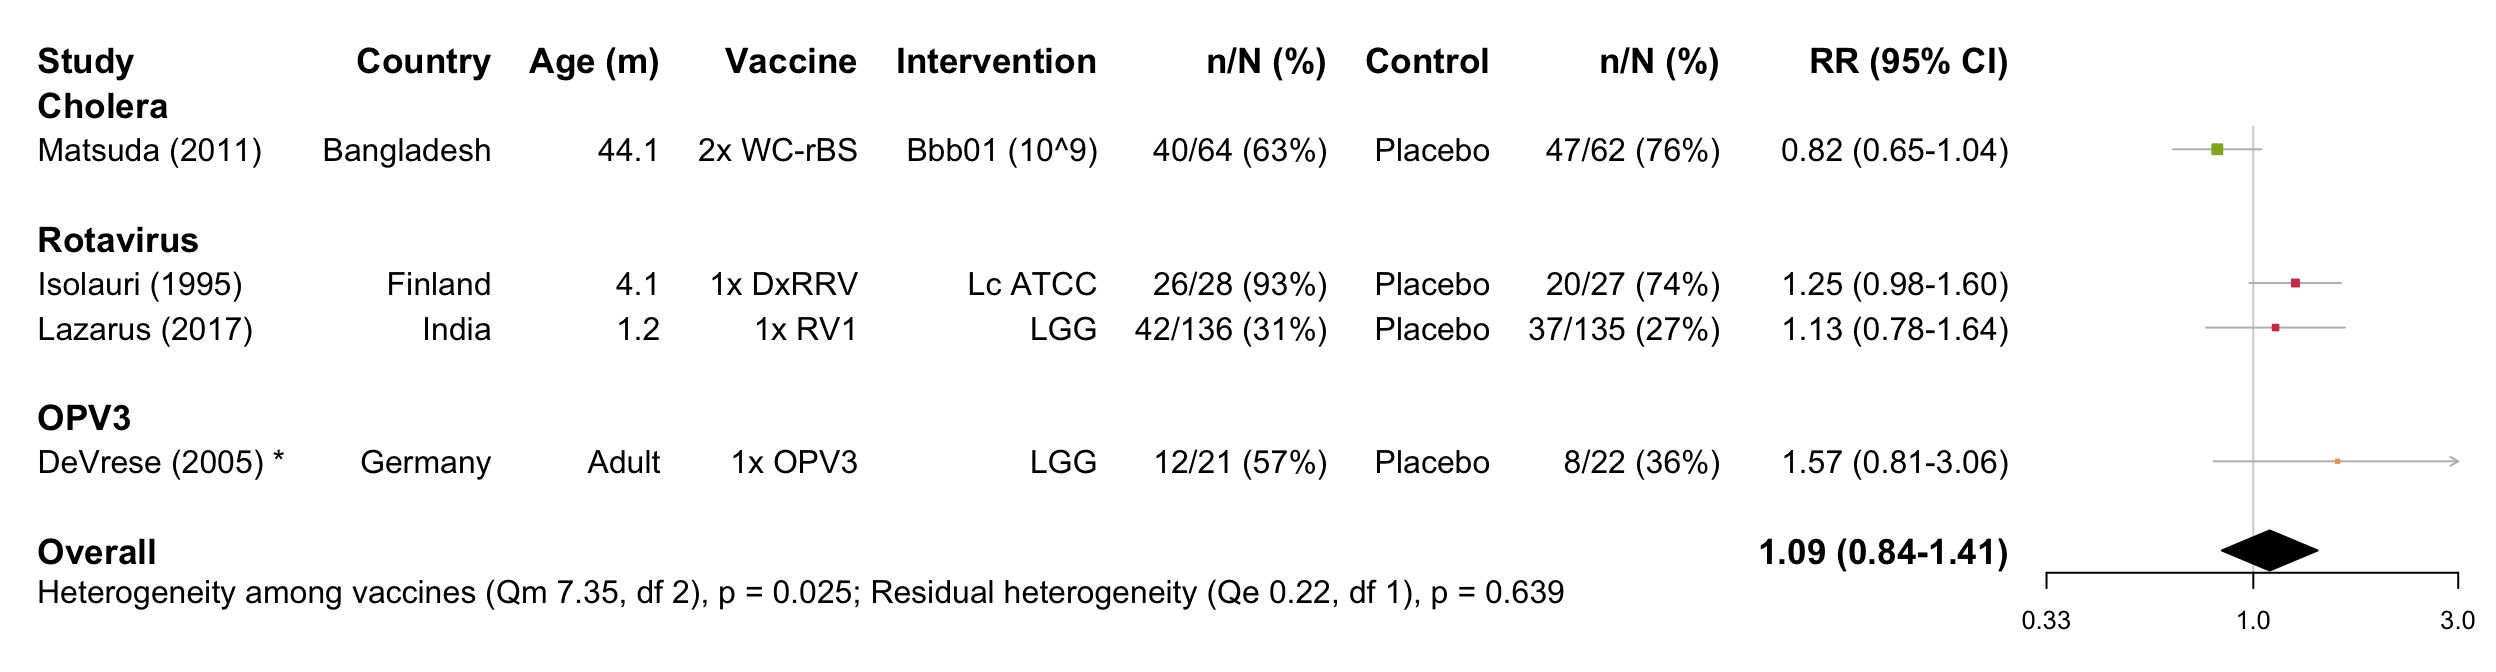 Study Country Age (m) Vaccine Intervention n/N (%) Control n/N (%) RR (95% CI)
Cholera
Matsuda (2011) Bangladesh 44.1 2x WC-rBS Bbb01 (10^9) 40/64 (63%) Placebo 47/62 (76%) 0.82 (0.65-1.04)
Rotavirus
Isolauri (1995) Finland 4.1 1x DxRRV Lc ATCC 26/28 (93%) Placebo 20/27 (74%) 1.25 (0.98-1.60)
Lazarus (2017) India 1.2 1x RV1 LGG 42/136 (31%) Placebo 37/135 (27%) 1.13 (0.78-1.64)
OPV3
DeVrese (2005) * Germany Adult 1x OPV3 LGG 12/21 (57%) Placebo 8/22 (36%) 1.57 (0.81-3.06)
Overall 1.09 (0.84-1.41)
Heterogeneity among vaccines (Qm 7.35, df 2), p = 0.025; Residual heterogeneity (Qe 0.22, df 1), p = 0.639
0.33 1.0 3.0